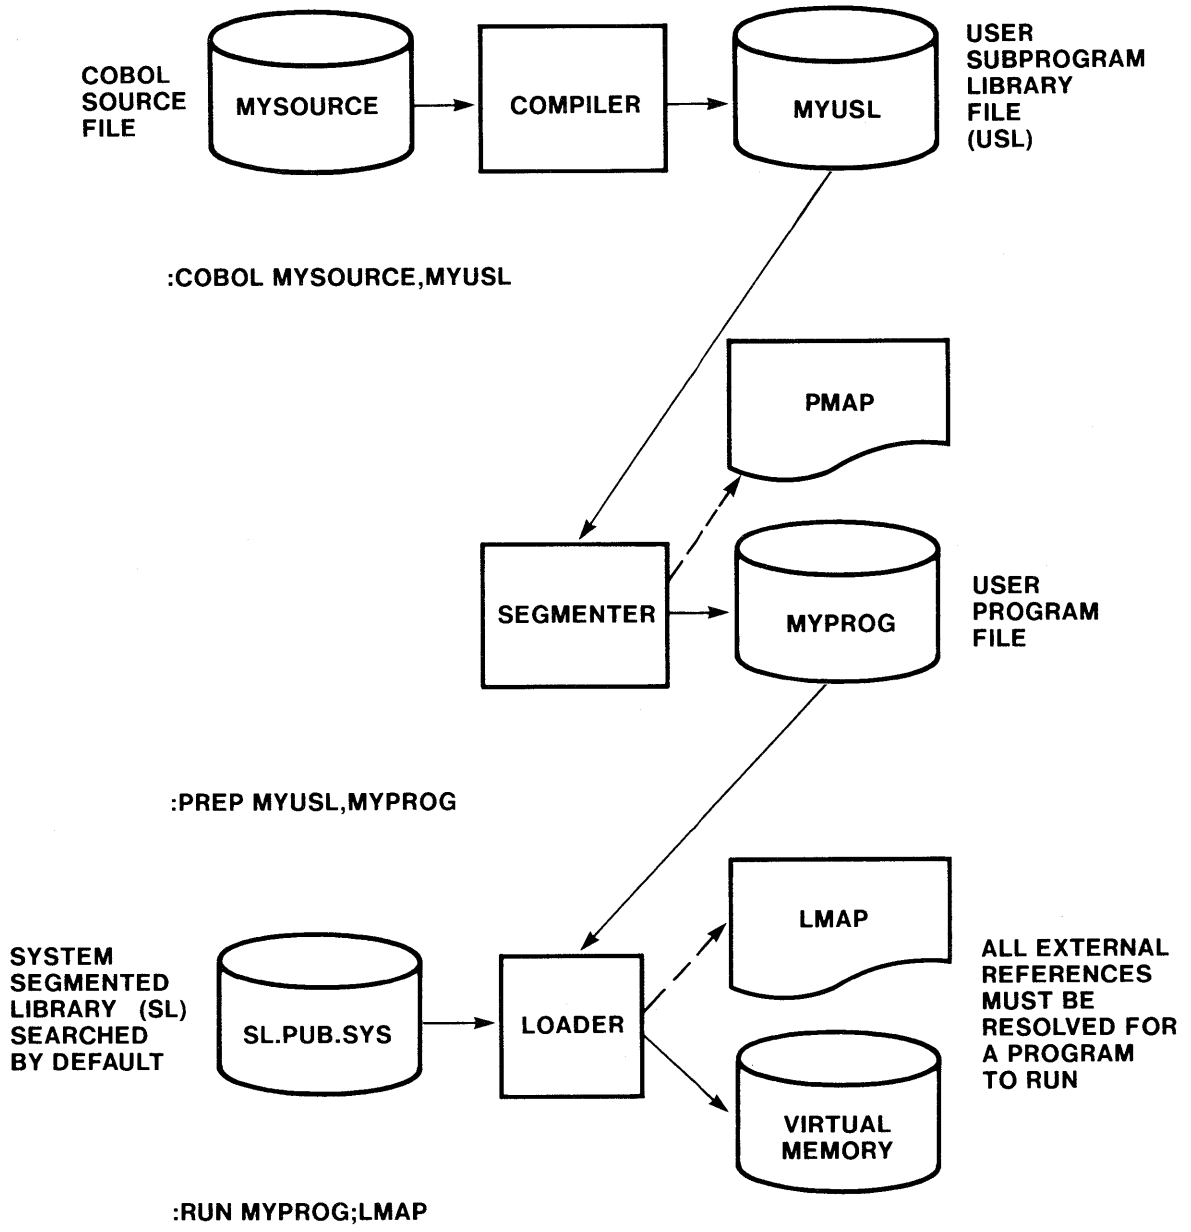 COBOL
SOURCE
FILE
MYSOURCE
COMPILER
MYUSL
USER
SUBPROGRAM
LIBRARY
FILE
(USL)
:COBOL MYSOURCE,MYUSL
PMAP
SEGMENTER
MYPROG
USER
PROGRAM
FILE
:PREP MYUSL,MYPROG
LMAP
SYSTEM
SEGMENTED
LIBRARY (SL)
SEARCHED
BY DEFAULT
SL.PUB.SYS
LOADER
ALL EXTERNAL
REFERENCES
MUST BE
RESOLVED FOR
A PROGRAM
TO RUN
VIRTUAL
MEMORY
:RUN MYPROG;LMAP